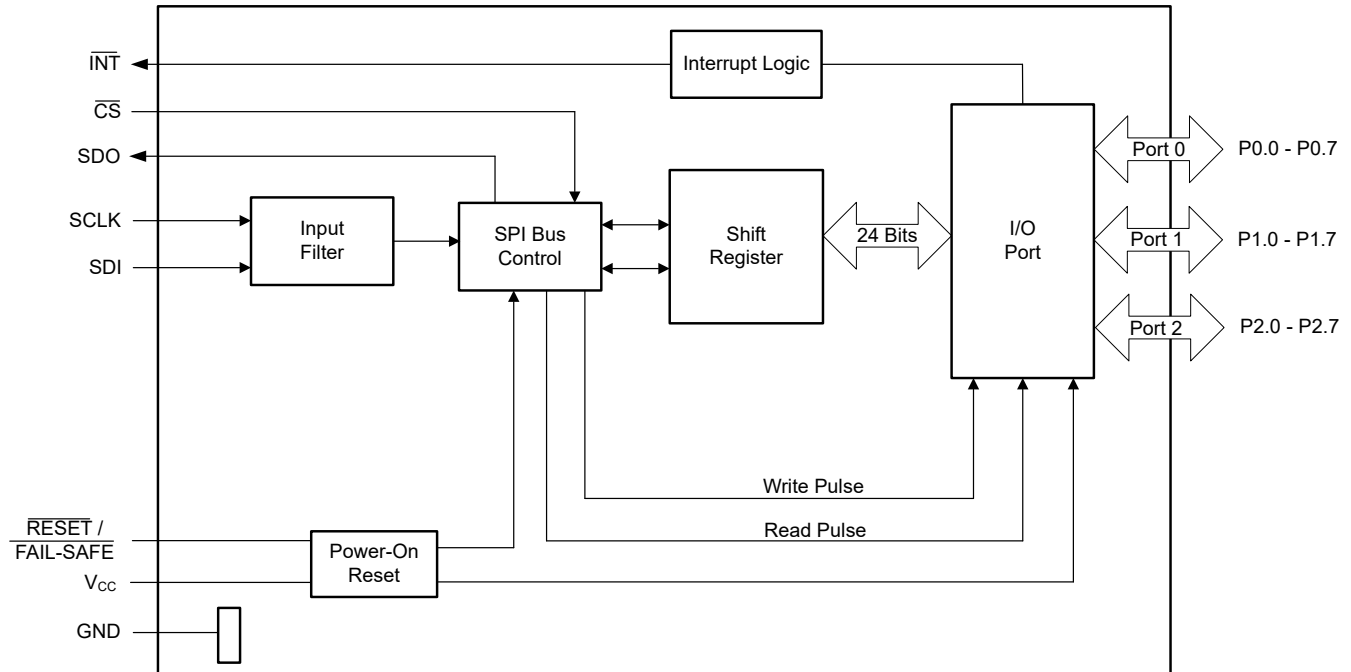 INT
CS
SDO
SCLK
SDI
RESET /
FAIL-SAFE
VCC
GND
Interrupt Logic
Input
Filter
SPI Bus
Control
Shift
Register
24 Bits
I/O
Port
Port 0
P0.0 - P0.7
Port 1
P1.0 - P1.7
Port 2
P2.0 - P2.7
Write Pulse
Read Pulse
Power-On
Reset